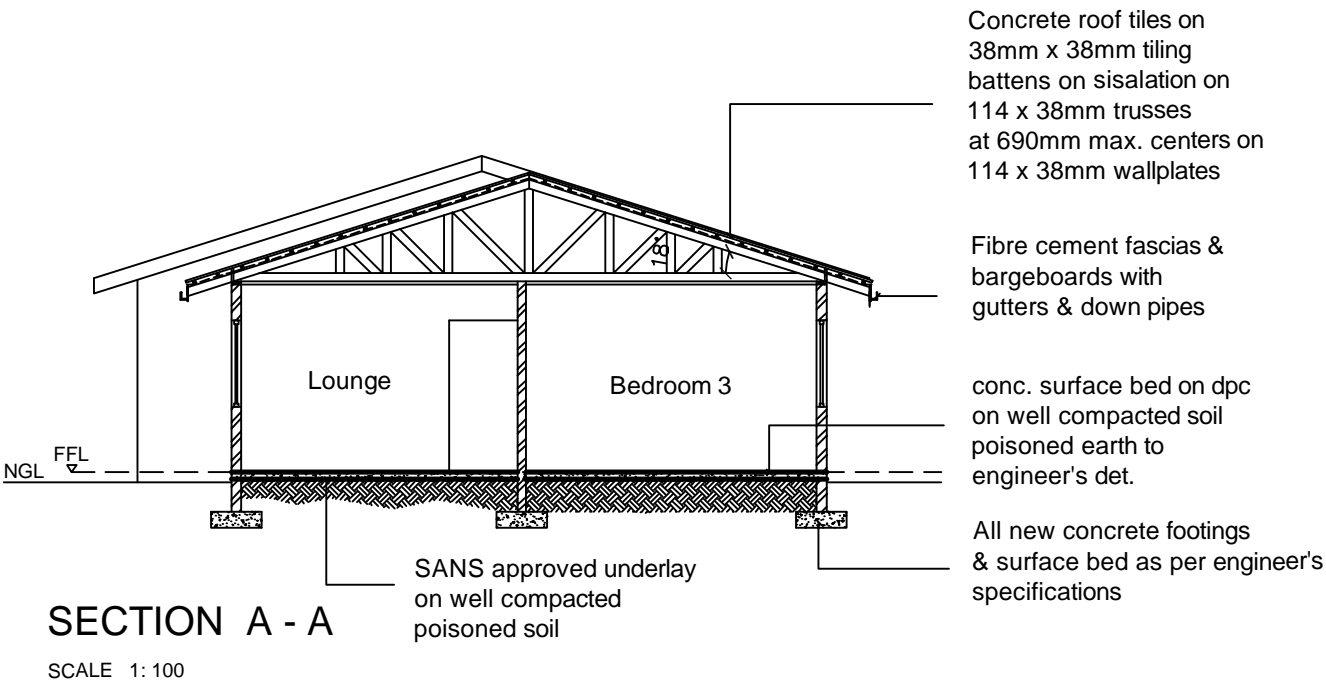 Concrete roof tiles on
38mm x 38mm tiling
battens on sisalation on
114 x 38mm trusses
at 690mm max. centers on
114 x 38mm wallplates
18°
Fibre cement fascias &
bargeboards with
gutters & down pipes
Lounge
Bedroom 3
conc. surface bed on dpc
on well compacted soil
poisoned earth to
engineer's det.
FFL
NGL
All new concrete footings
& surface bed as per engineer's
specifications
SANS approved underlay
on well compacted
poisoned soil
SECTION A - A
SCALE 1: 100